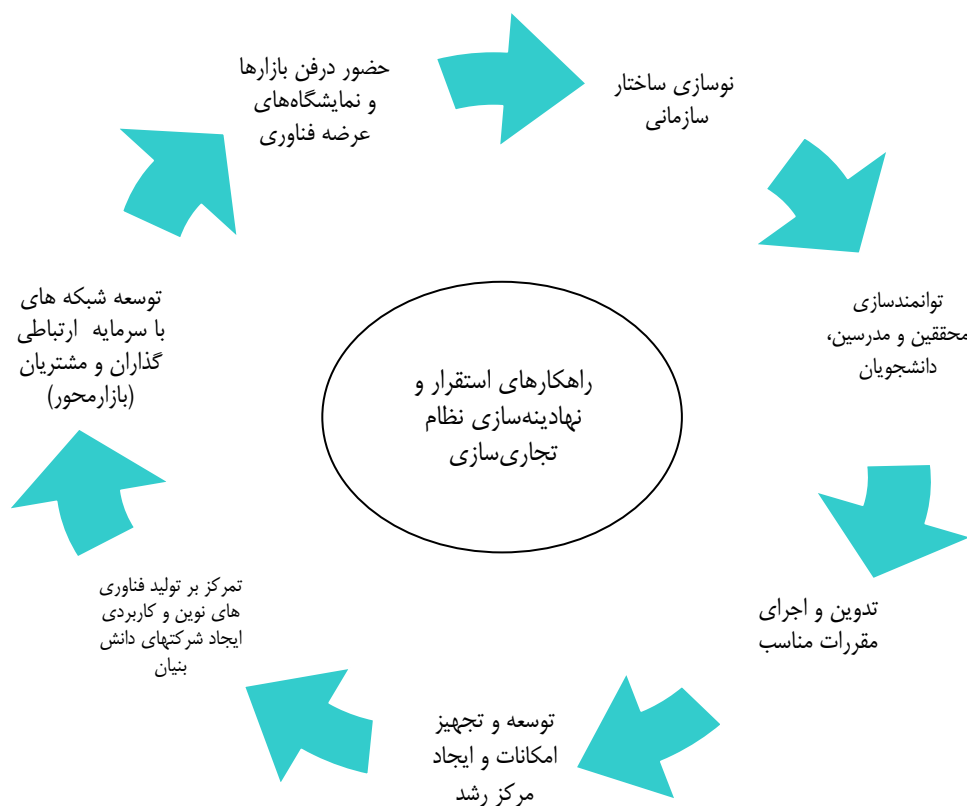 حضور درفن بازارها
و نمایشگاه‌های
عرضه فناوری
نوسازی ساختار
سازمانی
توانمندسازی
محققین و مدرسین،
دانشجویان
تدوین و اجرای
مقررات مناسب
توسعه و تجهیز
امکانات و ایجاد
مرکز رشد
تمرکز بر تولید فناوری
های نوین و کاربردی
ایجاد شرکتهای دانش
بنیان
توسعه شبکه های
با سرمایه ارتباطی
گذاران و مشتریان
(بازارمحور)
راهکارهای استقرار و
نهادینه‌سازی نظام
تجاری‌سازی